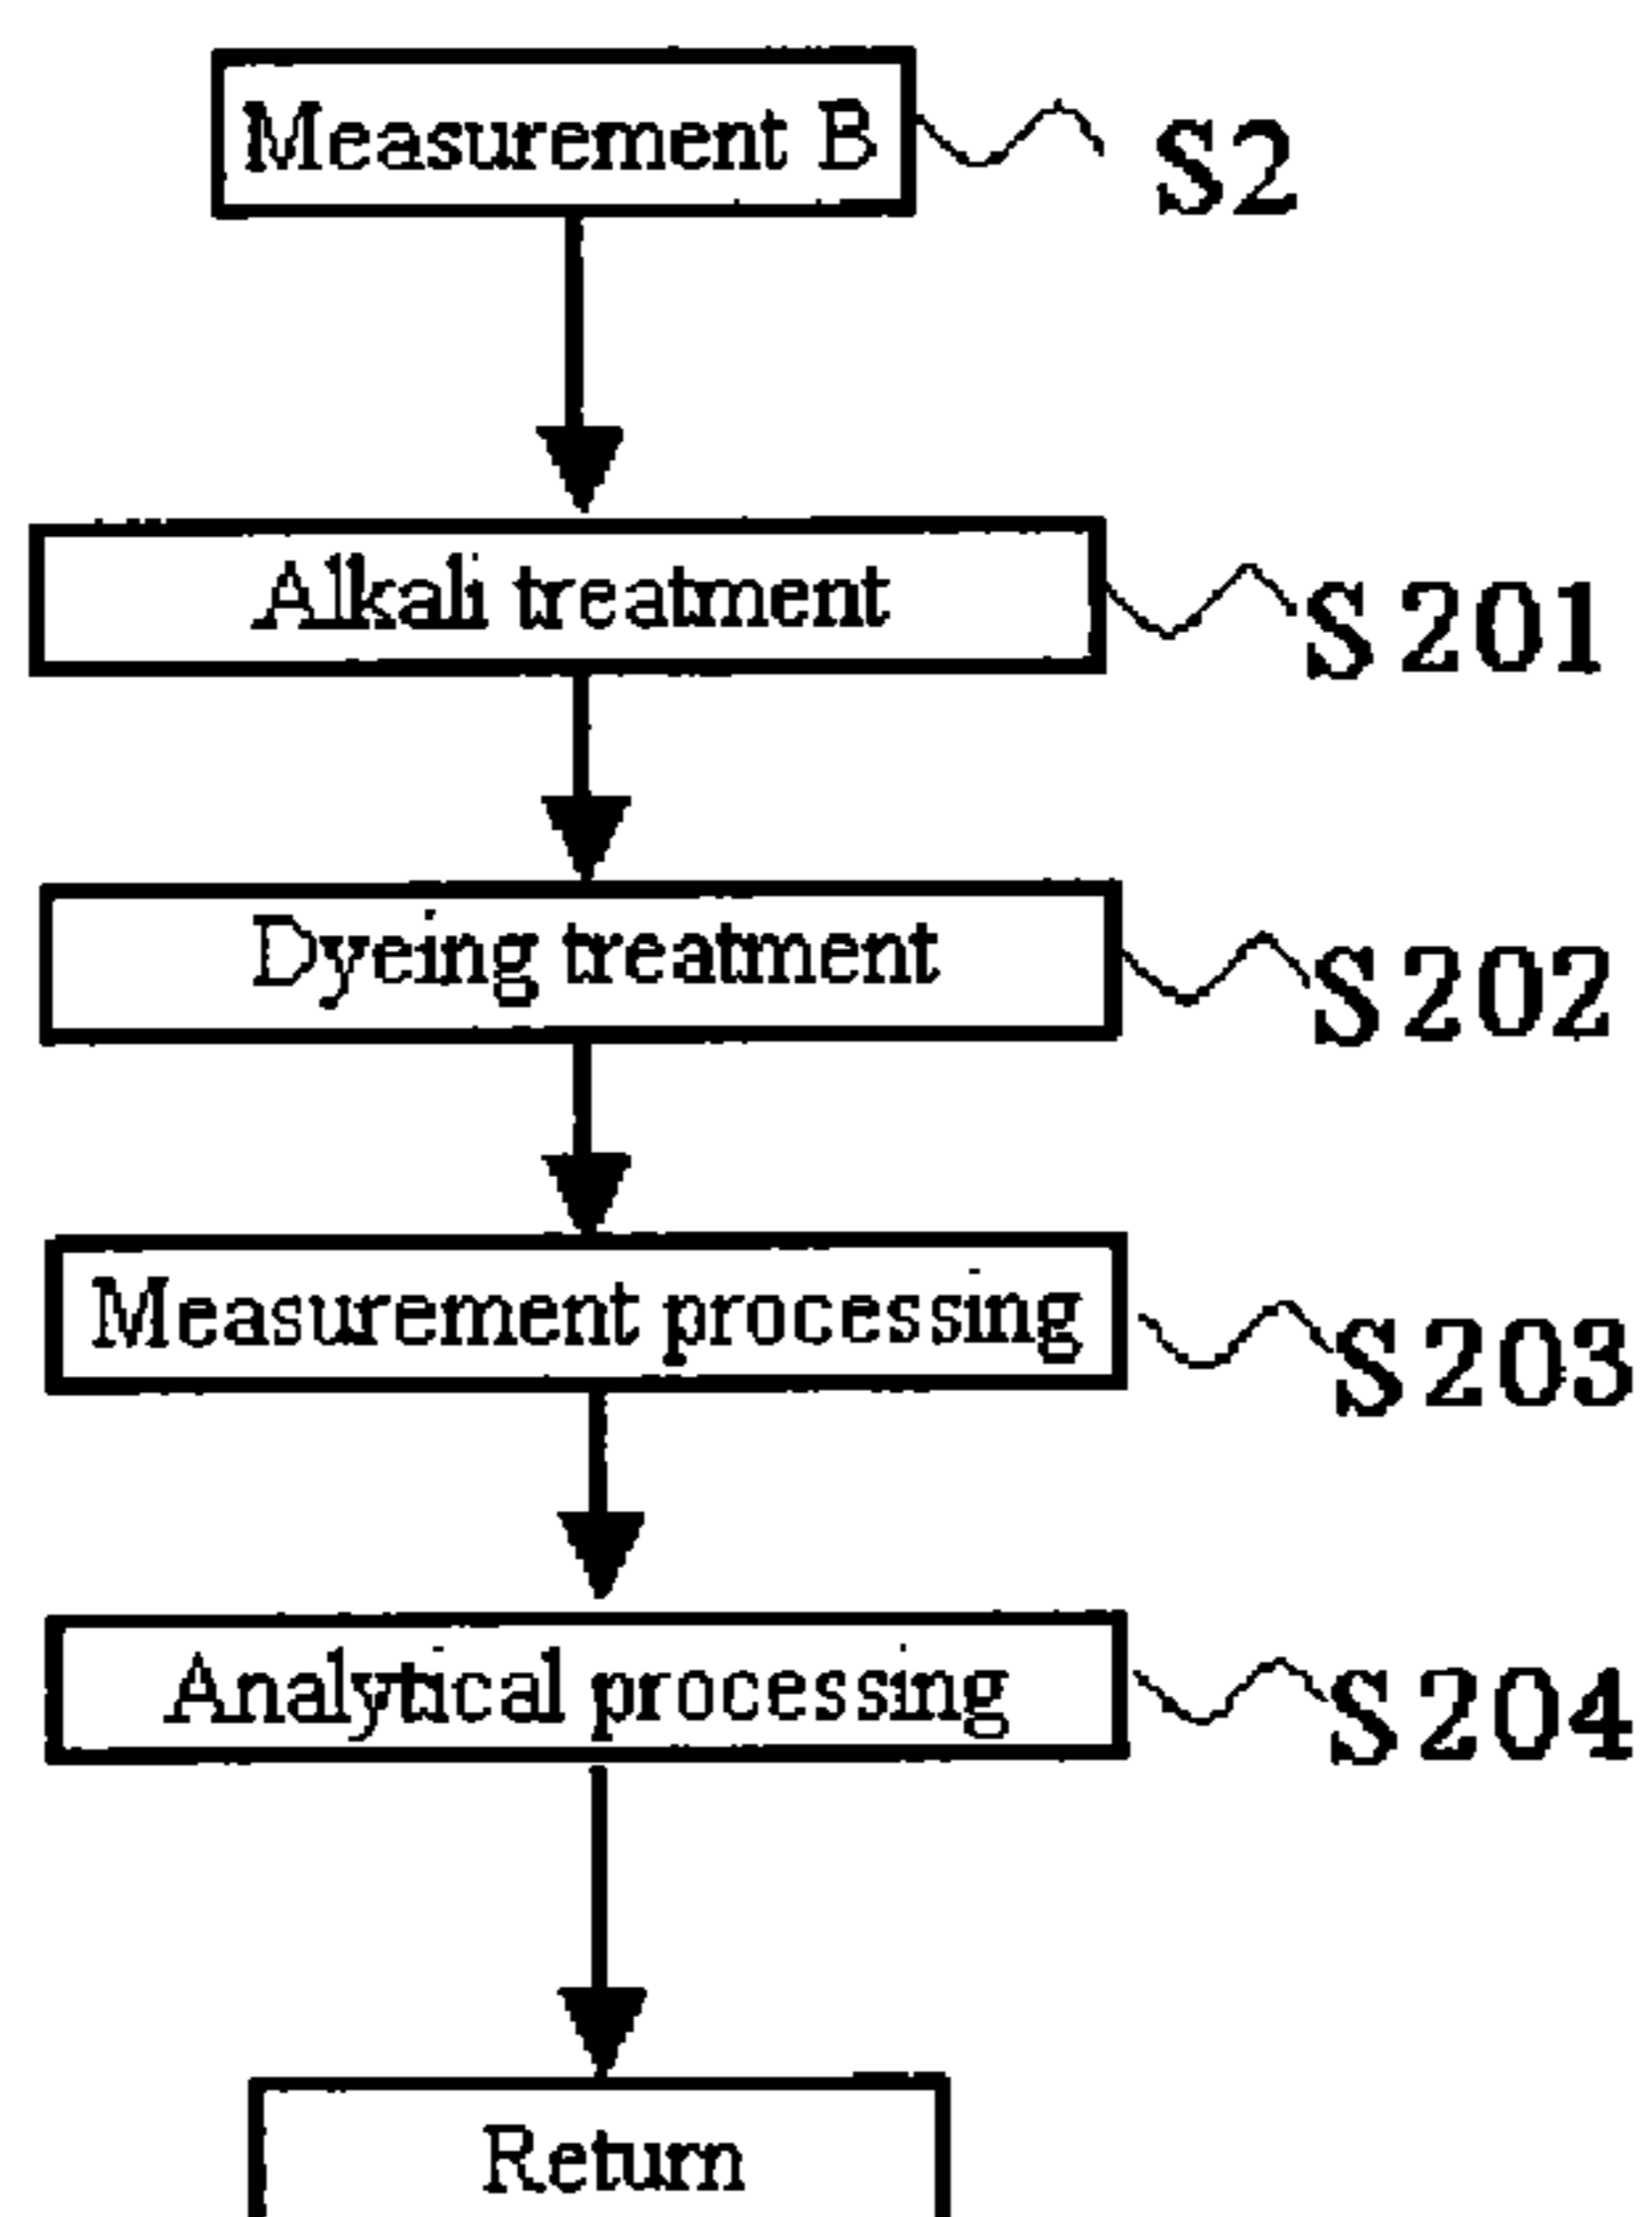 Measurement B S2
Alkali treatment S201
Dyeing treatment S202
Measurement processing S203
Analytical processing S204
Return